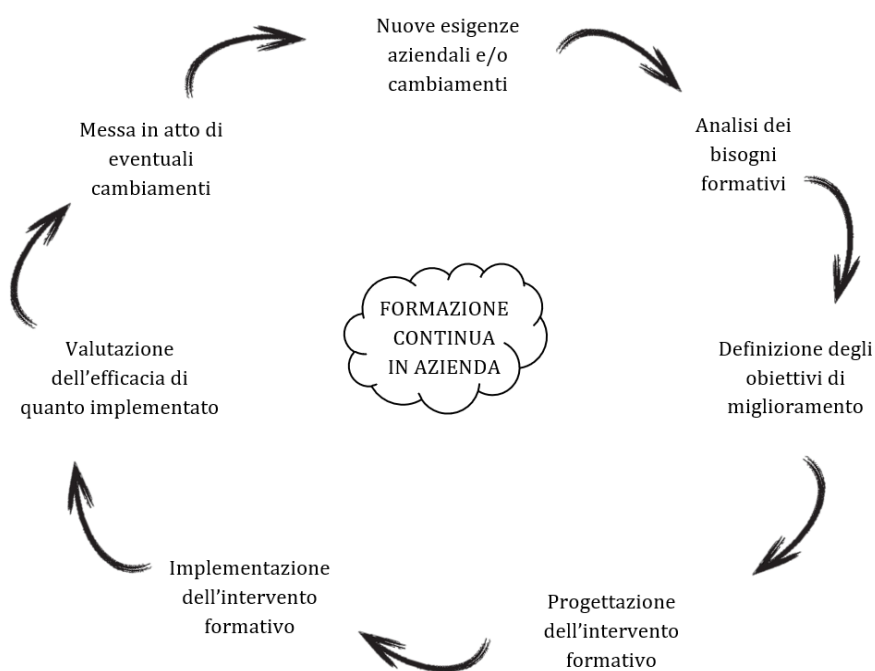 Nuove esigenze
aziendali e/o
cambiamenti
Analisi dei
bisogni
formativi
Definizione degli
obiettivi di
miglioramento
Progettazione
dell'intervento
formativo
Implementazione
dell'intervento
formativo
Valutazione
dell'efficacia di
quanto implementato
Messa in atto di
eventuali
cambiamenti
FORMAZIONE
CONTINUA
IN AZIENDA